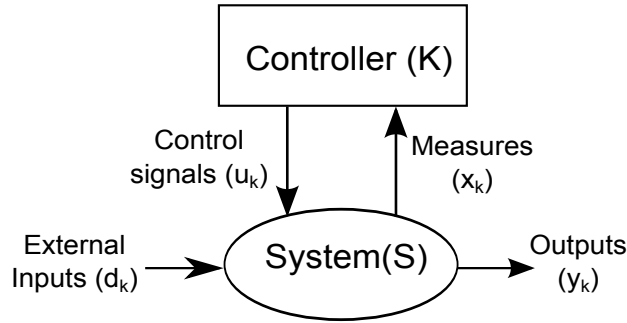 Controller (K)
Control
signals (uk)
Measures
(xk)
External
Inputs (dk)
System(S)
Outputs
(yk)